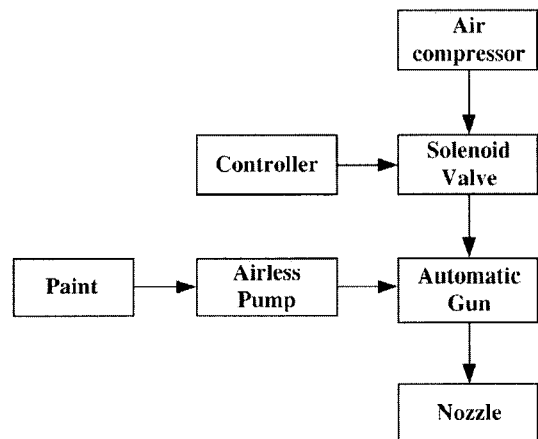 Air
compressor
Controller
Solenoid
Valve
Paint
Airless
Pump
Automatic
Gun
Nozzle